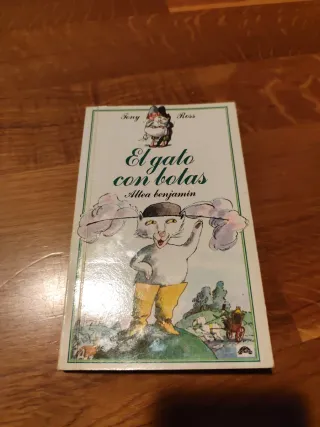 Tony Ross
El gato
con botas
Altea benjamín